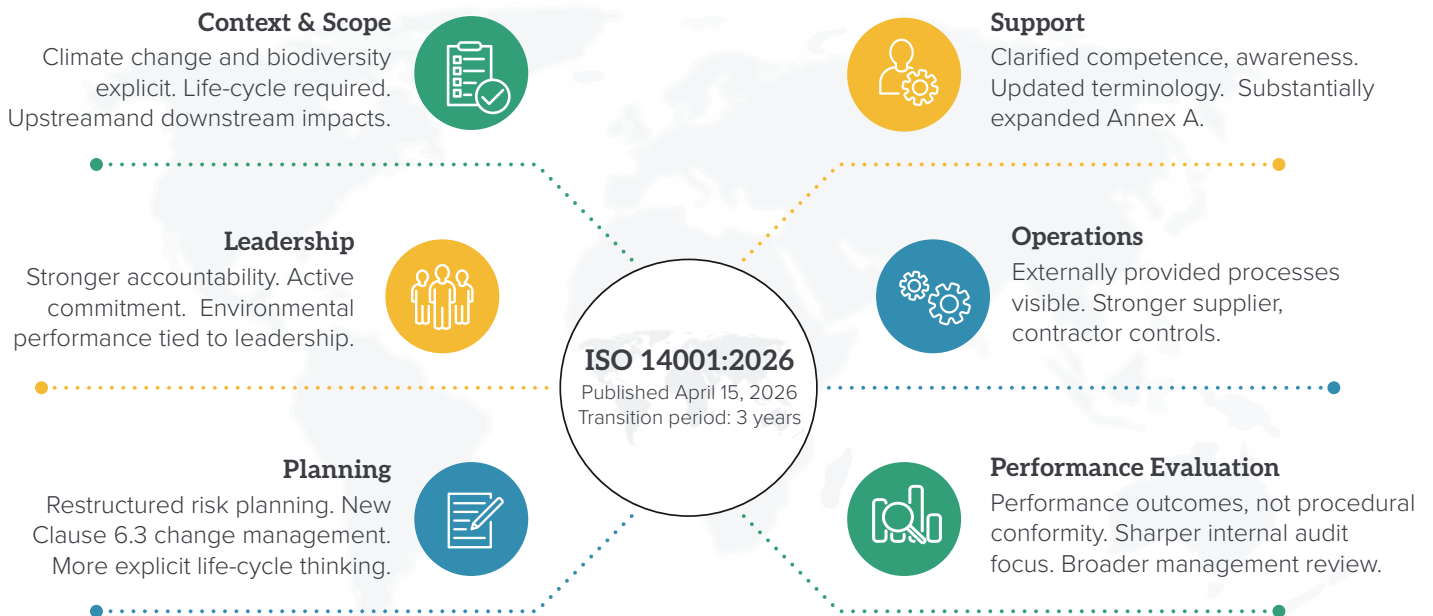 Context & Scope
Climate change and biodiversity
explicit. Life-cycle required.
Upstreamand downstream impacts.
Leadership
Stronger accountability. Active
commitment. Environmental
performance tied to leadership.
Planning
Restructured risk planning. New
Clause 6.3 change management.
More explicit life-cycle thinking.
ISO 14001:2026
Published April 15, 2026
Transition period: 3 years
Support
Clarified competence, awareness.
Updated terminology. Substantially
expanded Annex A.
Operations
Externally provided processes
visible. Stronger supplier,
contractor controls.
Performance Evaluation
Performance outcomes, not procedural
conformity. Sharper internal audit
focus. Broader management review.